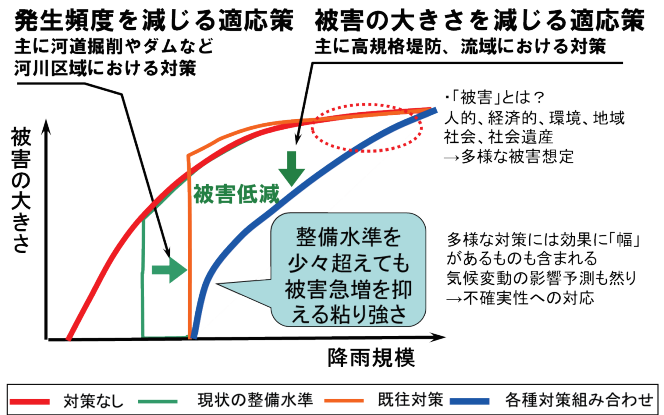 発生頻度を減じる適応策
主に河道掘削やダムなど
河川区域における対策
被害の大きさを減じる適応策
主に高規格堤防、流域における対策
・「被害」とは？
人的、経済的、環境、地域
社会、社会遺産
→多様な被害想定
被害の大きさ
被害低減
整備水準を
少々超えても
被害急増を抑
える粘り強さ
多様な対策には効果に「幅」
があるものも含まれる
気候変動の影響予測も然り
→不確実性への対応
降雨規模
対策なし
現状の整備水準
既往対策
各種対策組み合わせ